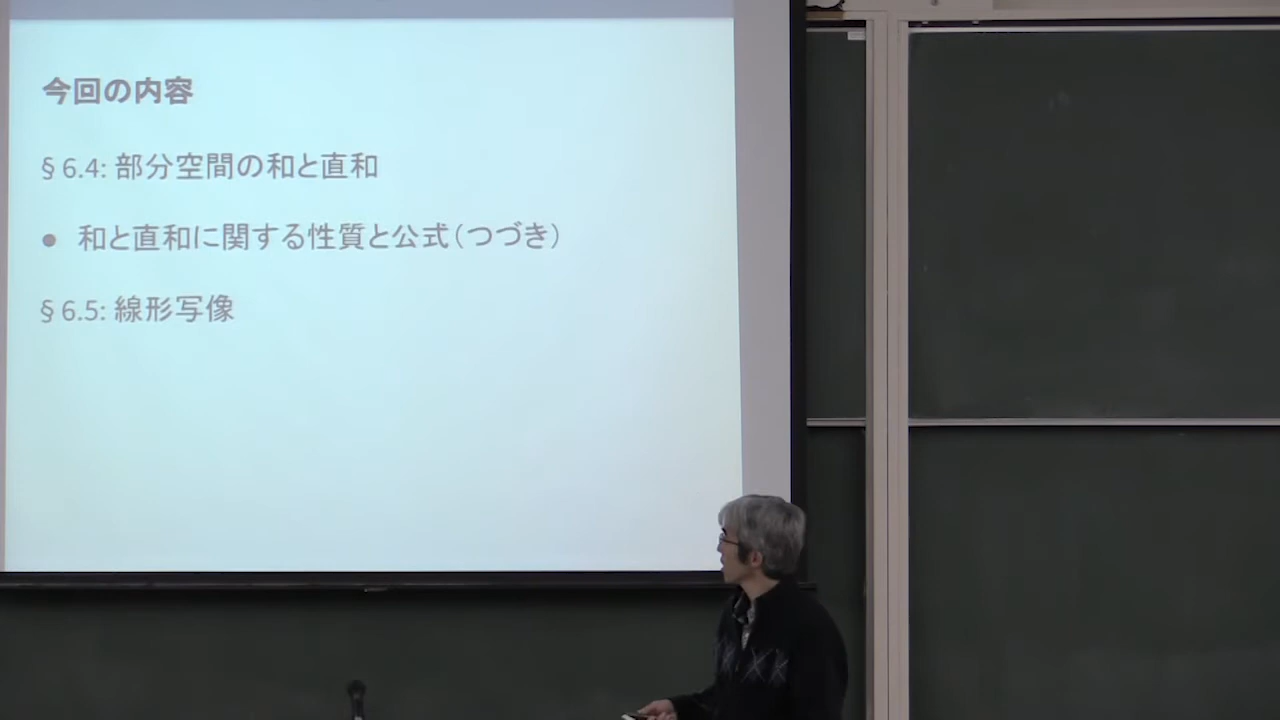 今回の内容
§ 6.4: 部分空間の和と直和
● 和と直和に関する性質と公式（つづき）
§ 6.5: 線形写像